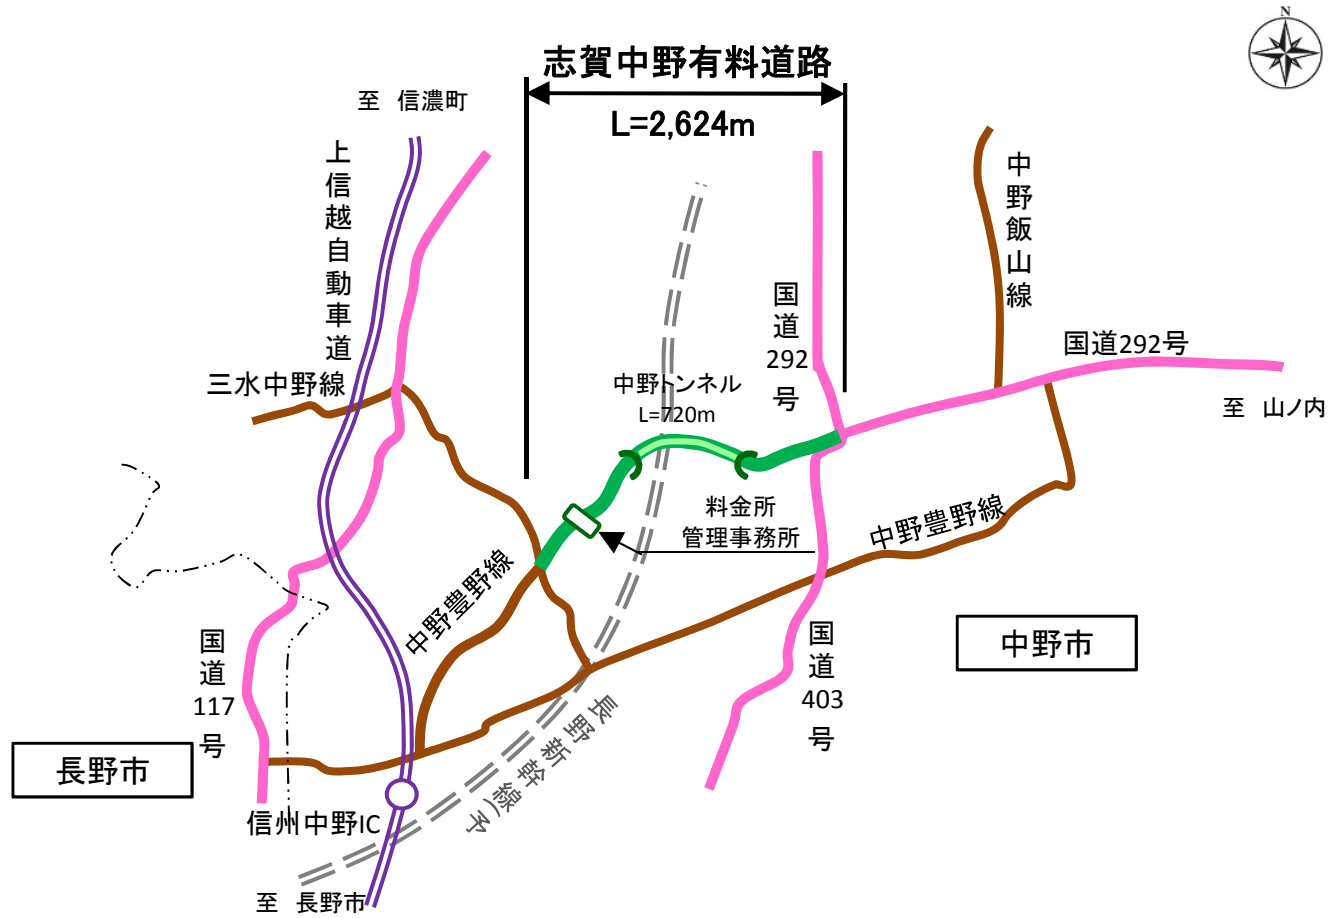 N
志賀中野有料道路
L=2,624m
至 信濃町
上信越自動車道
中野飯山線
国道292号
国道292号
三水中野線
中野トンネル
L=720m
至 山ノ内
料金所
管理事務所
中野豊野線
中野豊野線
国道117号
国道403号
中野市
長野市
長野新幹線(予
信州中野IC
至 長野市